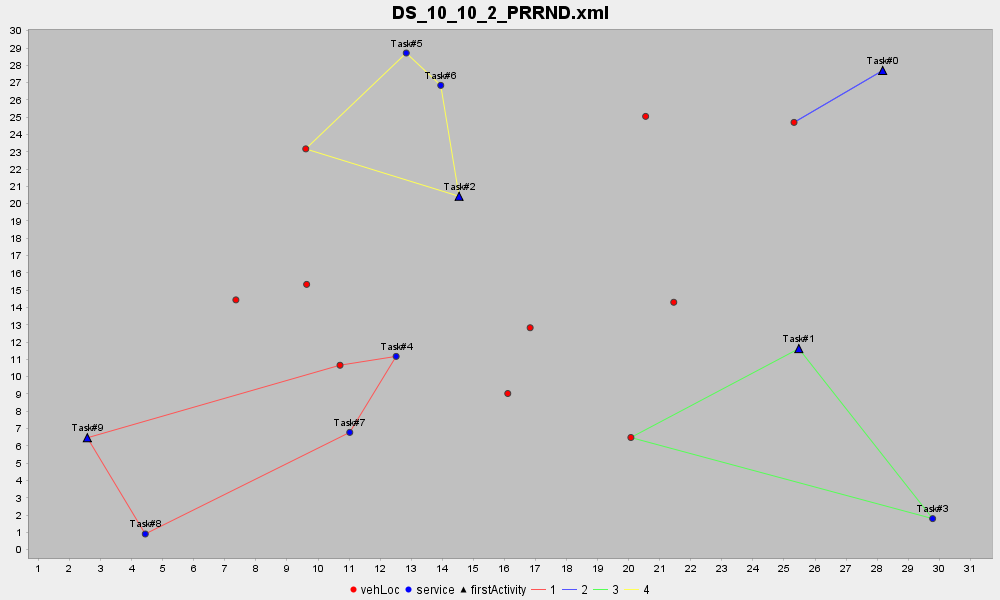 DS_10_10_2_PRRND.xml
30
29
28
27
26
25
24
23
22
21
20
19
18
17
16
15
14
13
12
11
10
9
8
7
6
5
4
3
2
1
0
Task#5
Task#0
Task#6
Task#2
Task#1
Task#4
Task#7
Task#9
Task#3
Task#8
1 2 3 4 5 6 7 8 9 10 11 12 13 14 15 16 17 18 19 20 21 22 23 24 25 26 27 28 29 30 31
vehLoc service firstActivity 1 2 3 4